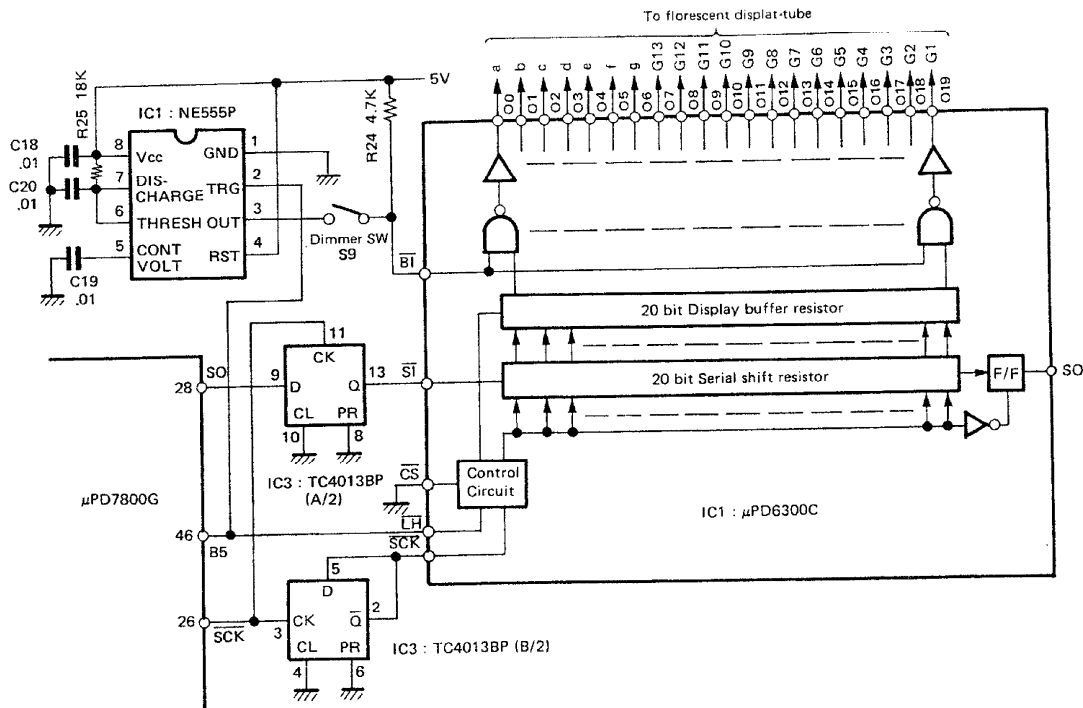 To florescent displat-tube
a b c d e f g G13 G12 G11 G10 G9 G8 G7 G6 G5 G4 G3 G2 G1
O0 O1 O2 O3 O4 O5 O6 O7 O8 O9 O10 O11 O12 O13 O14 O15 O16 O17 O18 O19
5V
R25 18K
R24 4.7K
IC1 : NE555P
C18
.01
C20
.01
C19
.01
8 Vcc
GND 1
7 DIS-
CHARGE
TRG 2
6 THRESH
OUT 3
5 CONT
VOLT
RST 4
Dimmer SW
S9
BI
20 bit Display buffer resistor
20 bit Serial shift resistor
F/F
SO
11
CK
9 D
Q 13
SI
CL
PR
10
8
IC3 : TC4013BP
(A/2)
28
SO
μPD7800G
CS
Control
Circuit
IC1 : μPD6300C
46
B5
LH
SCK
5
D
26
SCK
3
CK
Q
2
CL
PR
4
6
IC3 : TC4013BP (B/2)